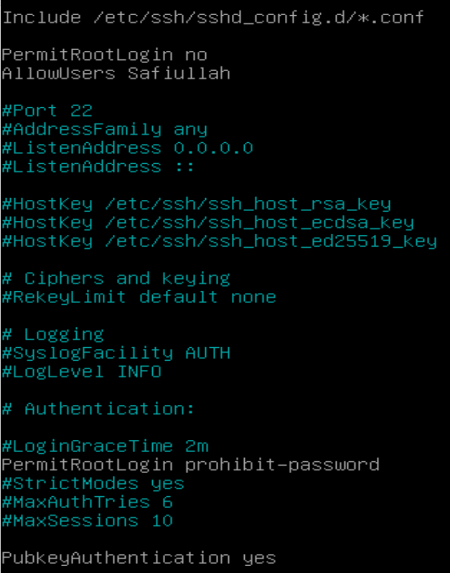 Include /etc/ssh/sshd_config.d/*.conf
PermitRootLogin no
AllowUsers Safiullah
#Port 22
#AddressFamily any
#ListenAddress 0.0.0.0
#ListenAddress ::
#HostKey /etc/ssh/ssh_host_rsa_key
#HostKey /etc/ssh/ssh_host_ecdsa_key
#HostKey /etc/ssh/ssh_host_ed25519_key
# Ciphers and keying
#RekeyLimit default none
# Logging
#SyslogFacility AUTH
#LogLevel INFO
# Authentication:
#LoginGraceTime 2m
PermitRootLogin prohibit-password
#StrictModes yes
#MaxAuthTries 6
#MaxSessions 10
PubkeyAuthentication yes